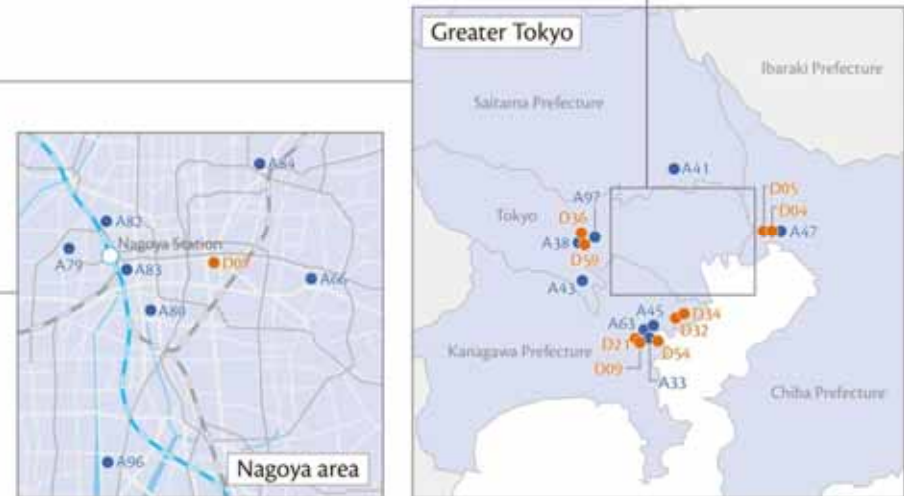 Greater Tokyo
Ibaraki Prefecture
Saitama Prefecture
A41
A97
D05
D36
D04
Tokyo
A38
A47
D59
A43
A45
D34
A63
D32
D21
Kanagawa Prefecture
D54
D09
A33
Chiba Prefecture
A84
A82
Nagoya Station
A79
A83
A66
A80
A96
Nagoya area